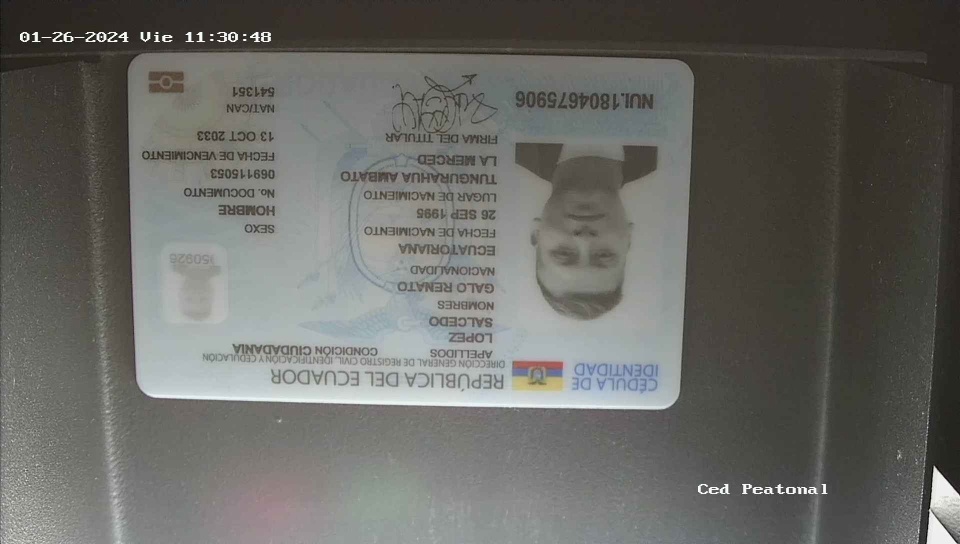 01-26-2024 Vie 11:30:48
CÉDULA DE
IDENTIDAD
REPÚBLICA DEL ECUADOR
DIRECCIÓN GENERAL DE REGISTRO CIVIL, IDENTIFICACIÓN Y CEDULACIÓN
APELLIDOS
CONDICIÓN CIUDADANÍA
LOPEZ
SALCEDO
NOMBRES
GALO RENATO
NACIONALIDAD
ECUATORIANA
FECHA DE NACIMIENTO
26 SEP 1995
LUGAR DE NACIMIENTO
TUNGURAHUA AMBATO
LA MERCED
FIRMA DEL TITULAR
SEXO
HOMBRE
No. DOCUMENTO
069115053
FECHA DE VENCIMIENTO
13 OCT 2033
NAT/CAN
541351
950926
NUI.1804675906
Ced Peatonal